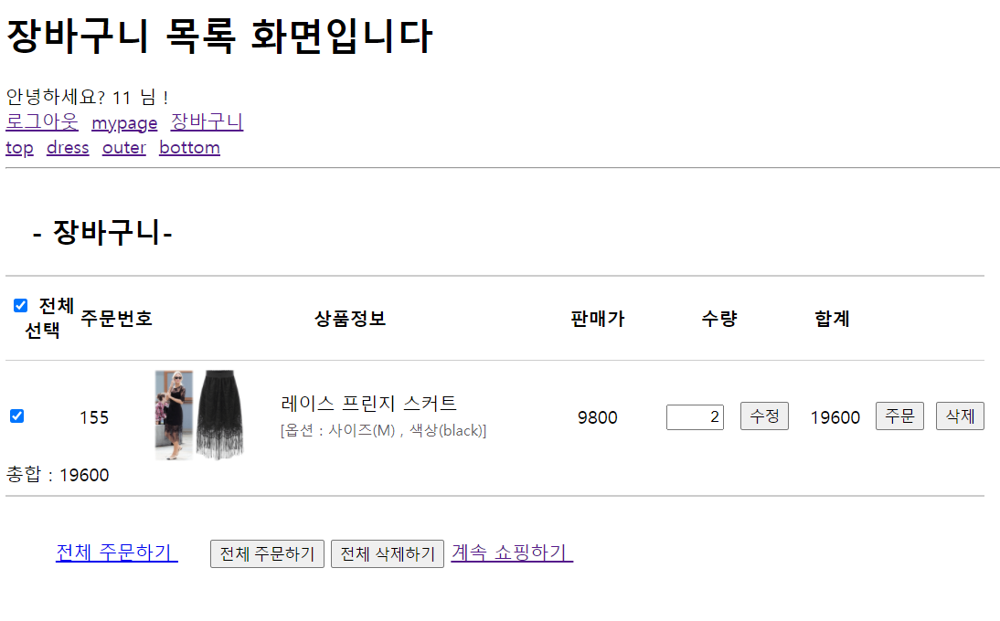 장바구니 목록 화면입니다
안녕하세요? 11 님 !
로그아웃 mypage 장바구니
top dress outer bottom
- 장바구니-
전체 선택 주문번호 상품정보 판매가 수량 합계
155 레이스 프린지 스커트 9800 2 수정 19600 주문 삭제
[옵션 : 사이즈(M) , 색상(black)]
총합 : 19600
전체 주문하기 전체 주문하기 전체 삭제하기 계속 쇼핑하기